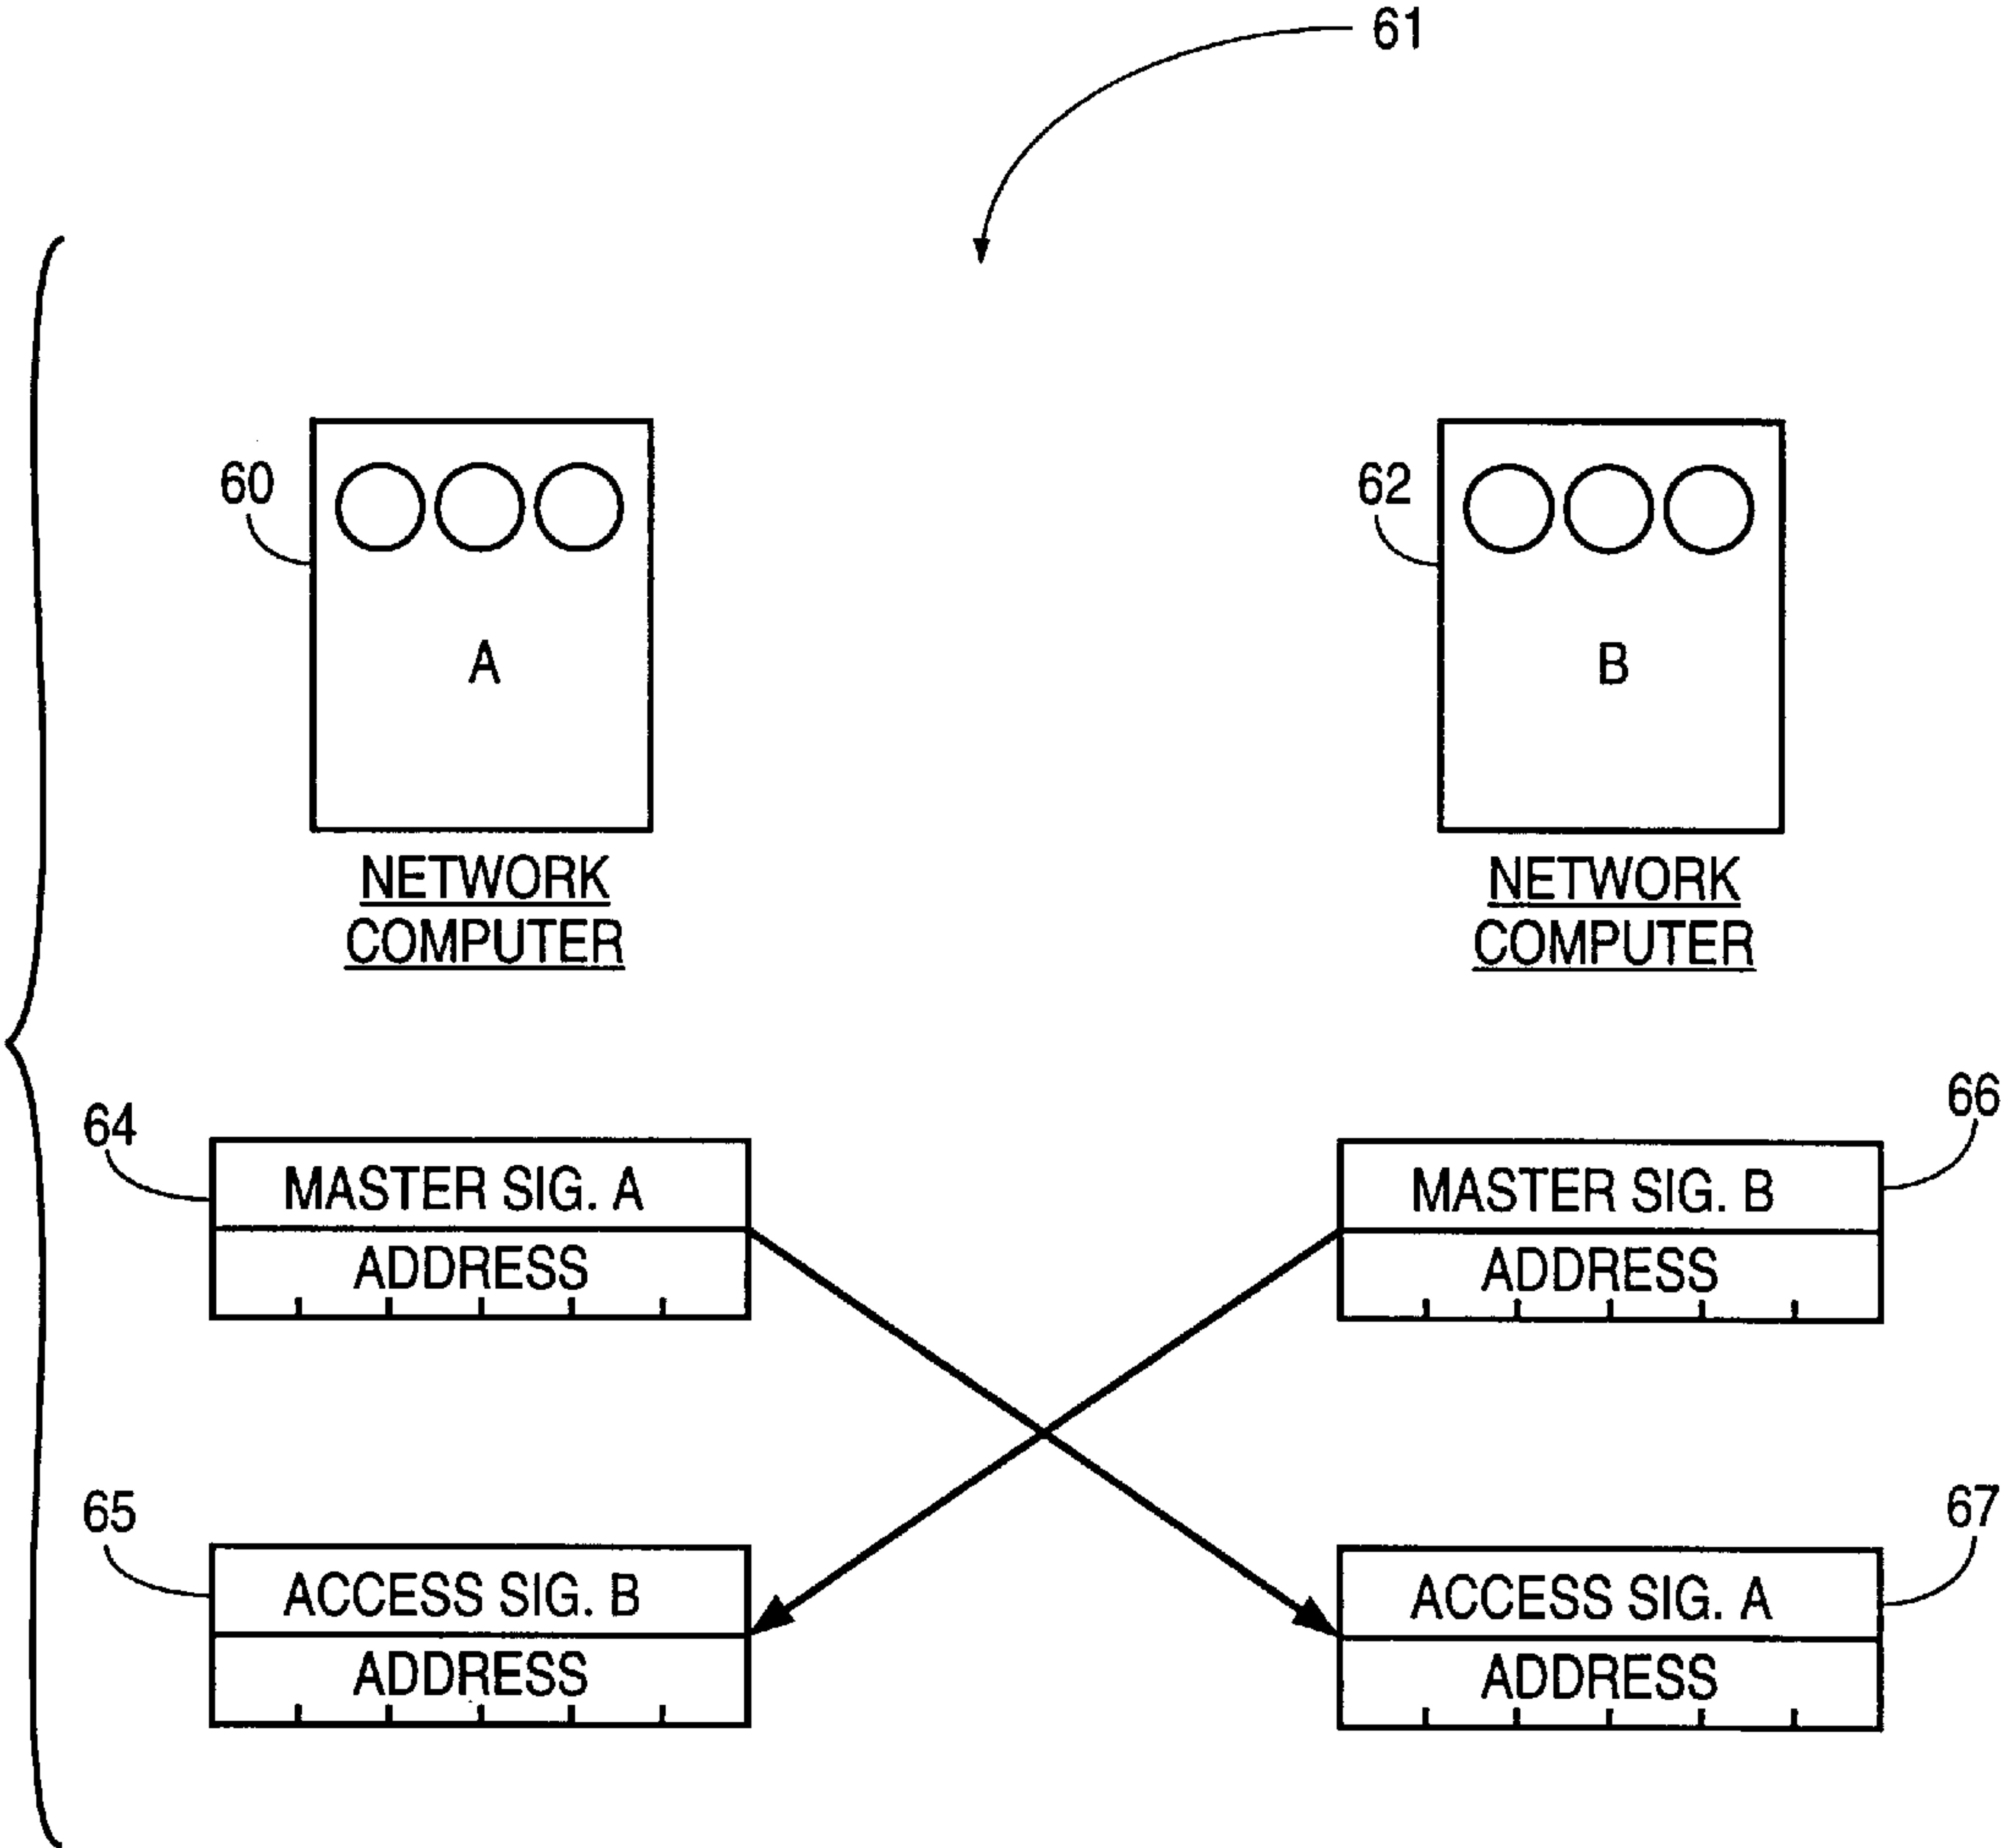 61
60
62
A
B
NETWORK
COMPUTER
NETWORK
COMPUTER
64
66
MASTER SIG. A
ADDRESS
MASTER SIG. B
ADDRESS
65
67
ACCESS SIG. B
ADDRESS
ACCESS SIG. A
ADDRESS